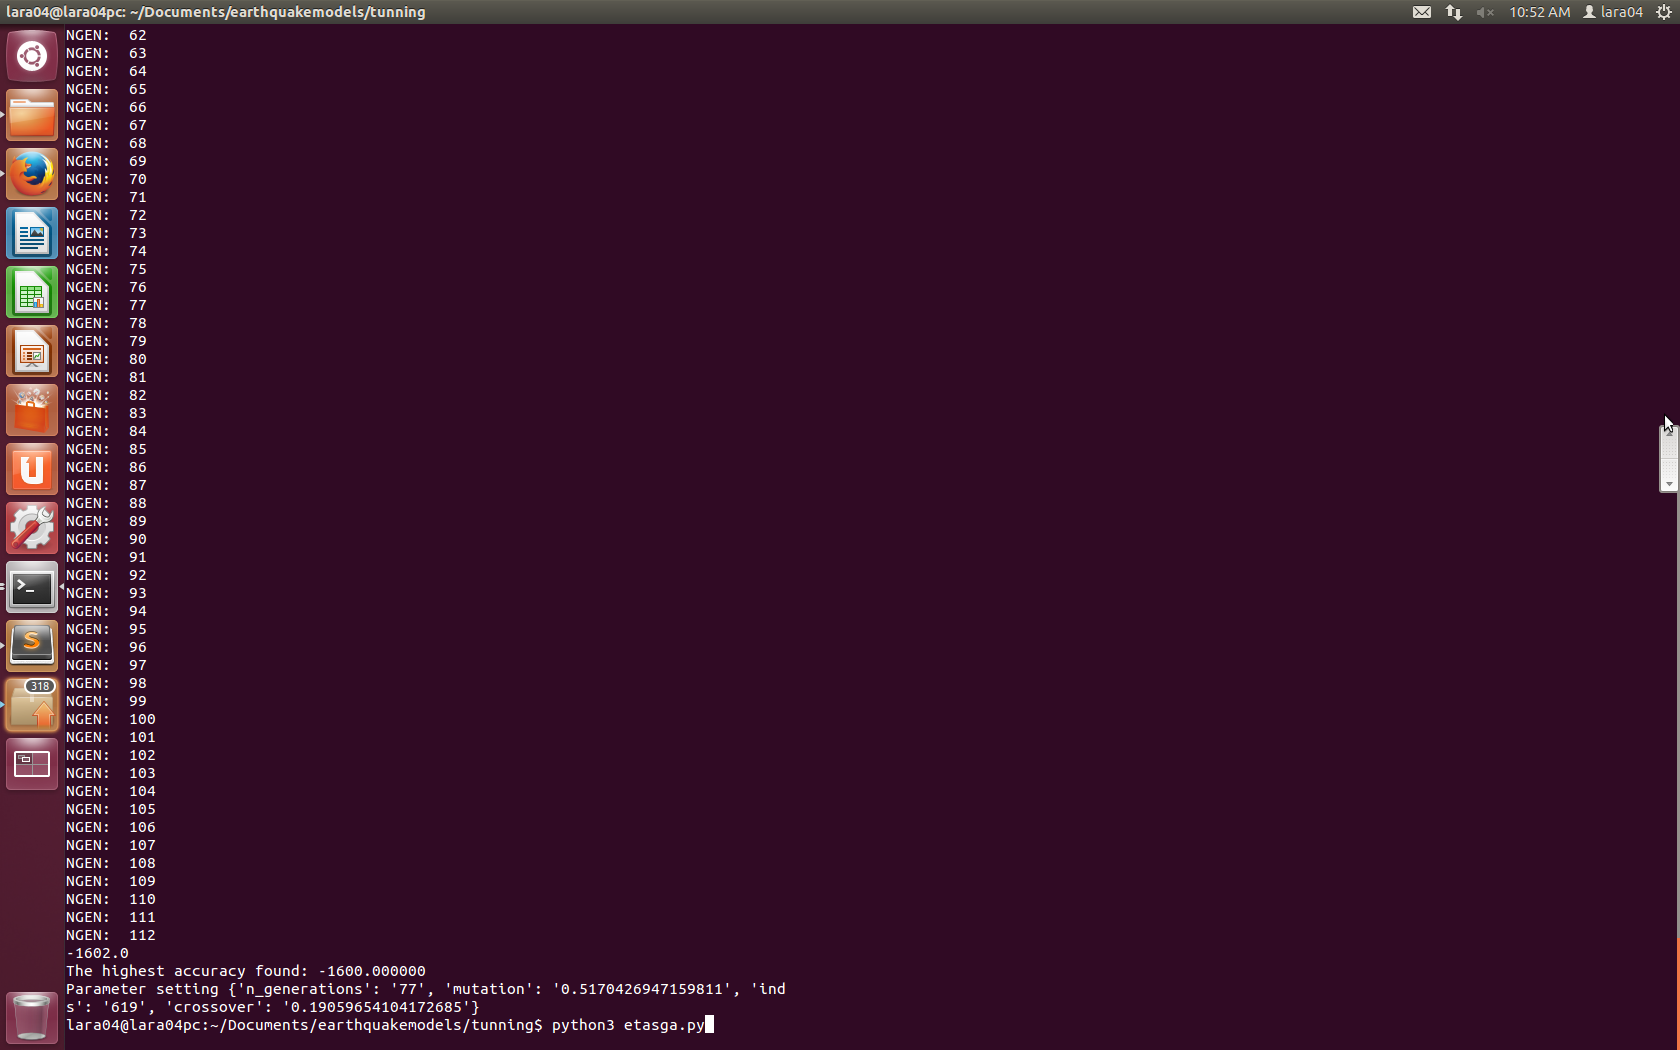 lara04@lara04pc: ~/Documents/earthquakemodels/tunning
10:52 AM
lara04
NGEN:  62
NGEN:  63
NGEN:  64
NGEN:  65
NGEN:  66
NGEN:  67
NGEN:  68
NGEN:  69
NGEN:  70
NGEN:  71
NGEN:  72
NGEN:  73
NGEN:  74
NGEN:  75
NGEN:  76
NGEN:  77
NGEN:  78
NGEN:  79
NGEN:  80
NGEN:  81
NGEN:  82
NGEN:  83
NGEN:  84
NGEN:  85
NGEN:  86
NGEN:  87
NGEN:  88
NGEN:  89
NGEN:  90
NGEN:  91
NGEN:  92
NGEN:  93
NGEN:  94
NGEN:  95
NGEN:  96
NGEN:  97
NGEN:  98
NGEN:  99
NGEN:  100
NGEN:  101
NGEN:  102
NGEN:  103
NGEN:  104
NGEN:  105
NGEN:  106
NGEN:  107
NGEN:  108
NGEN:  109
NGEN:  110
NGEN:  111
NGEN:  112
-1602.0
The highest accuracy found: -1600.000000
Parameter setting {'n_generations': '77', 'mutation': '0.5170426947159811', 'ind
s': '619', 'crossover': '0.19059654104172685'}
lara04@lara04pc:~/Documents/earthquakemodels/tunning$ python3 etasga.py
318